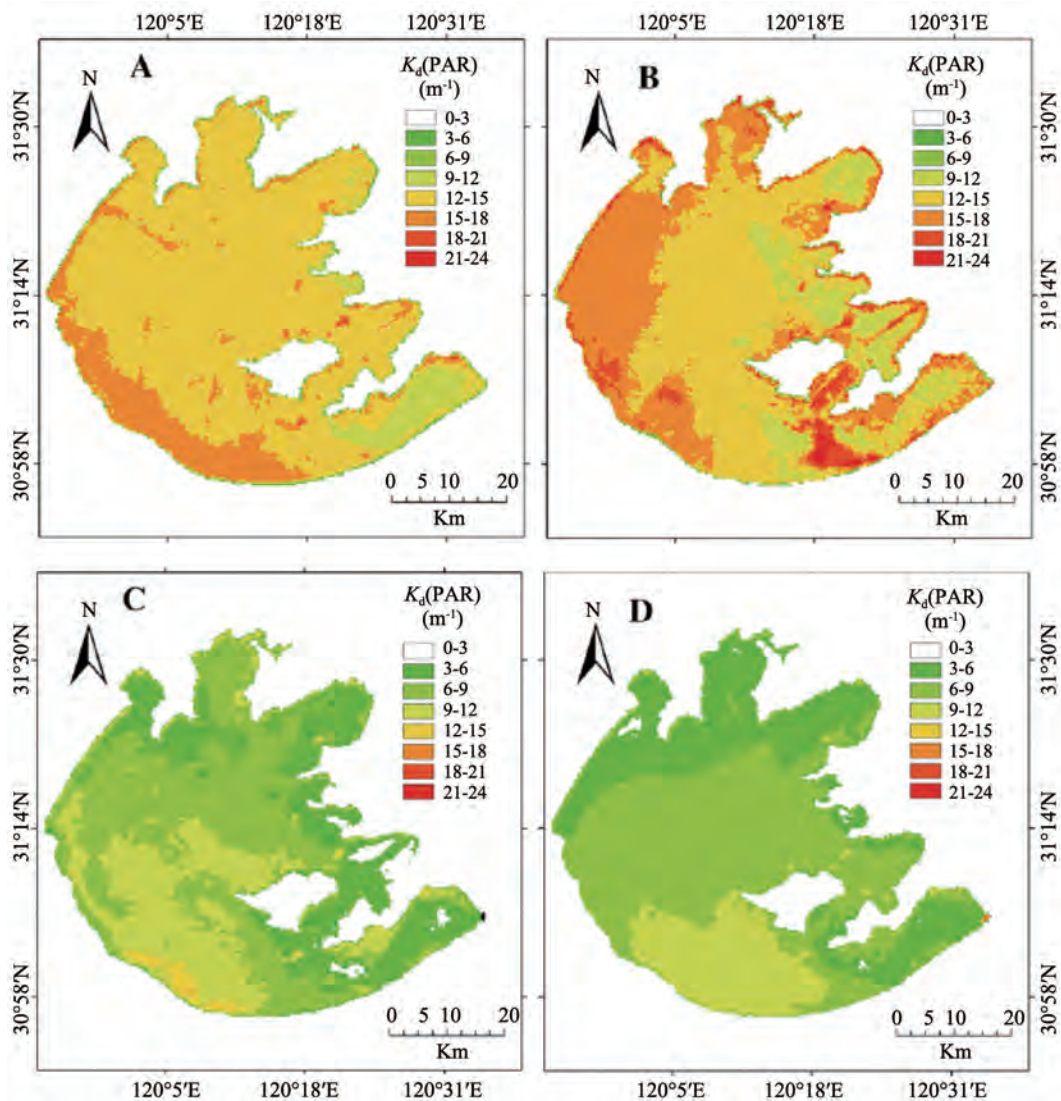 120°5′E 120°18′E 120°31′E 120°5′E 120°18′E 120°31′E
A
N
K_d(PAR)
(m⁻¹)
0-3
3-6
6-9
9-12
12-15
15-18
18-21
21-24
31°30′N
31°14′N
30°58′N
0 10 20
Km
B
N
K_d(PAR)
(m⁻¹)
0-3
3-6
6-9
9-12
12-15
15-18
18-21
21-24
31°30′N
31°14′N
30°58′N
0 10 20
Km
C
N
K_d(PAR)
(m⁻¹)
0-3
3-6
6-9
9-12
12-15
15-18
18-21
21-24
31°30′N
31°14′N
30°58′N
0 5 10 20
Km
D
N
K_d(PAR)
(m⁻¹)
0-3
3-6
6-9
9-12
12-15
15-18
18-21
21-24
31°30′N
31°14′N
30°58′N
0 5 10 20
Km
120°5′E 120°18′E 120°31′E 120°5′E 120°18′E 120°31′E